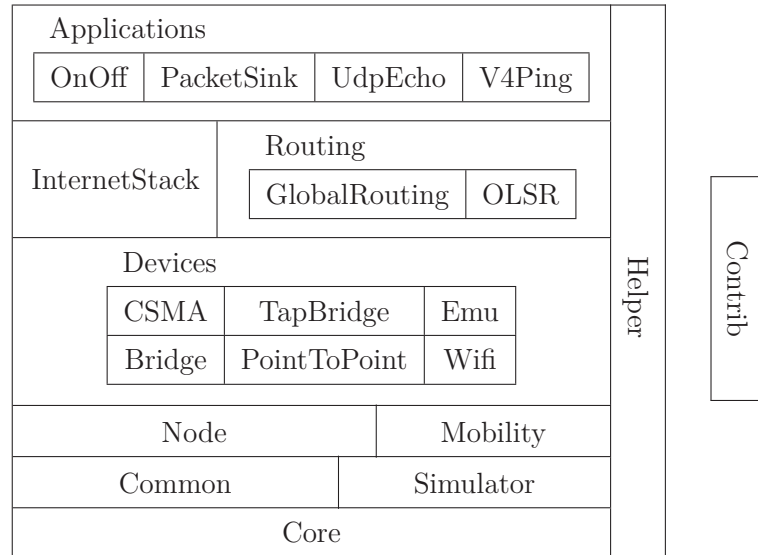 Applications
OnOff PacketSink UdpEcho V4Ping
InternetStack
Routing
GlobalRouting OLSR
Devices
CSMA TapBridge Emu
Bridge PointToPoint Wifi
Node Mobility
Common Simulator
Core
Helper
Contrib